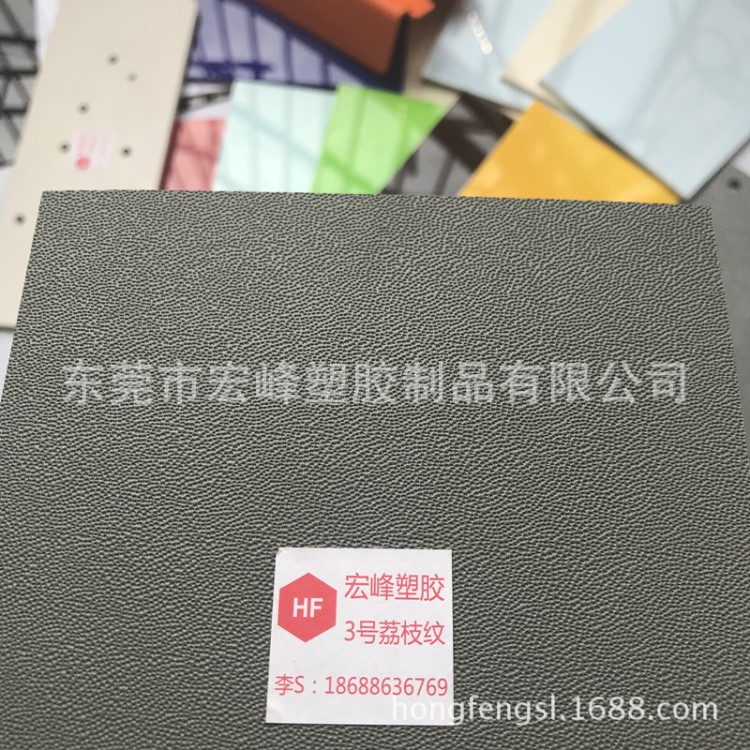 东莞市宏峰塑胶制品有限公司
HF
宏峰塑胶
3号荔枝纹
李S：18688636769
hongfengsl.1688.com